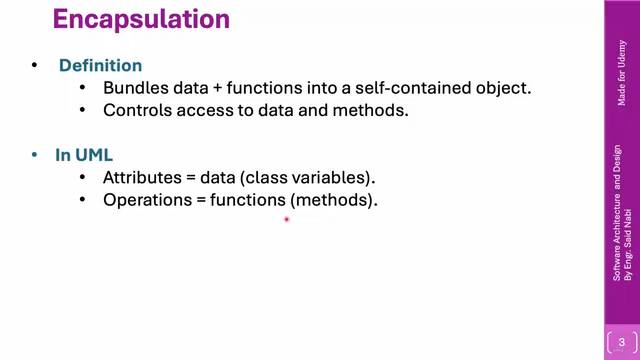 Encapsulation
• Definition
• Bundles data + functions into a self-contained object.
• Controls access to data and methods.
• In UML
• Attributes = data (class variables).
• Operations = functions (methods).
Made for Udemy
Software Architecture and Design
By Engr. Said Nabi
3